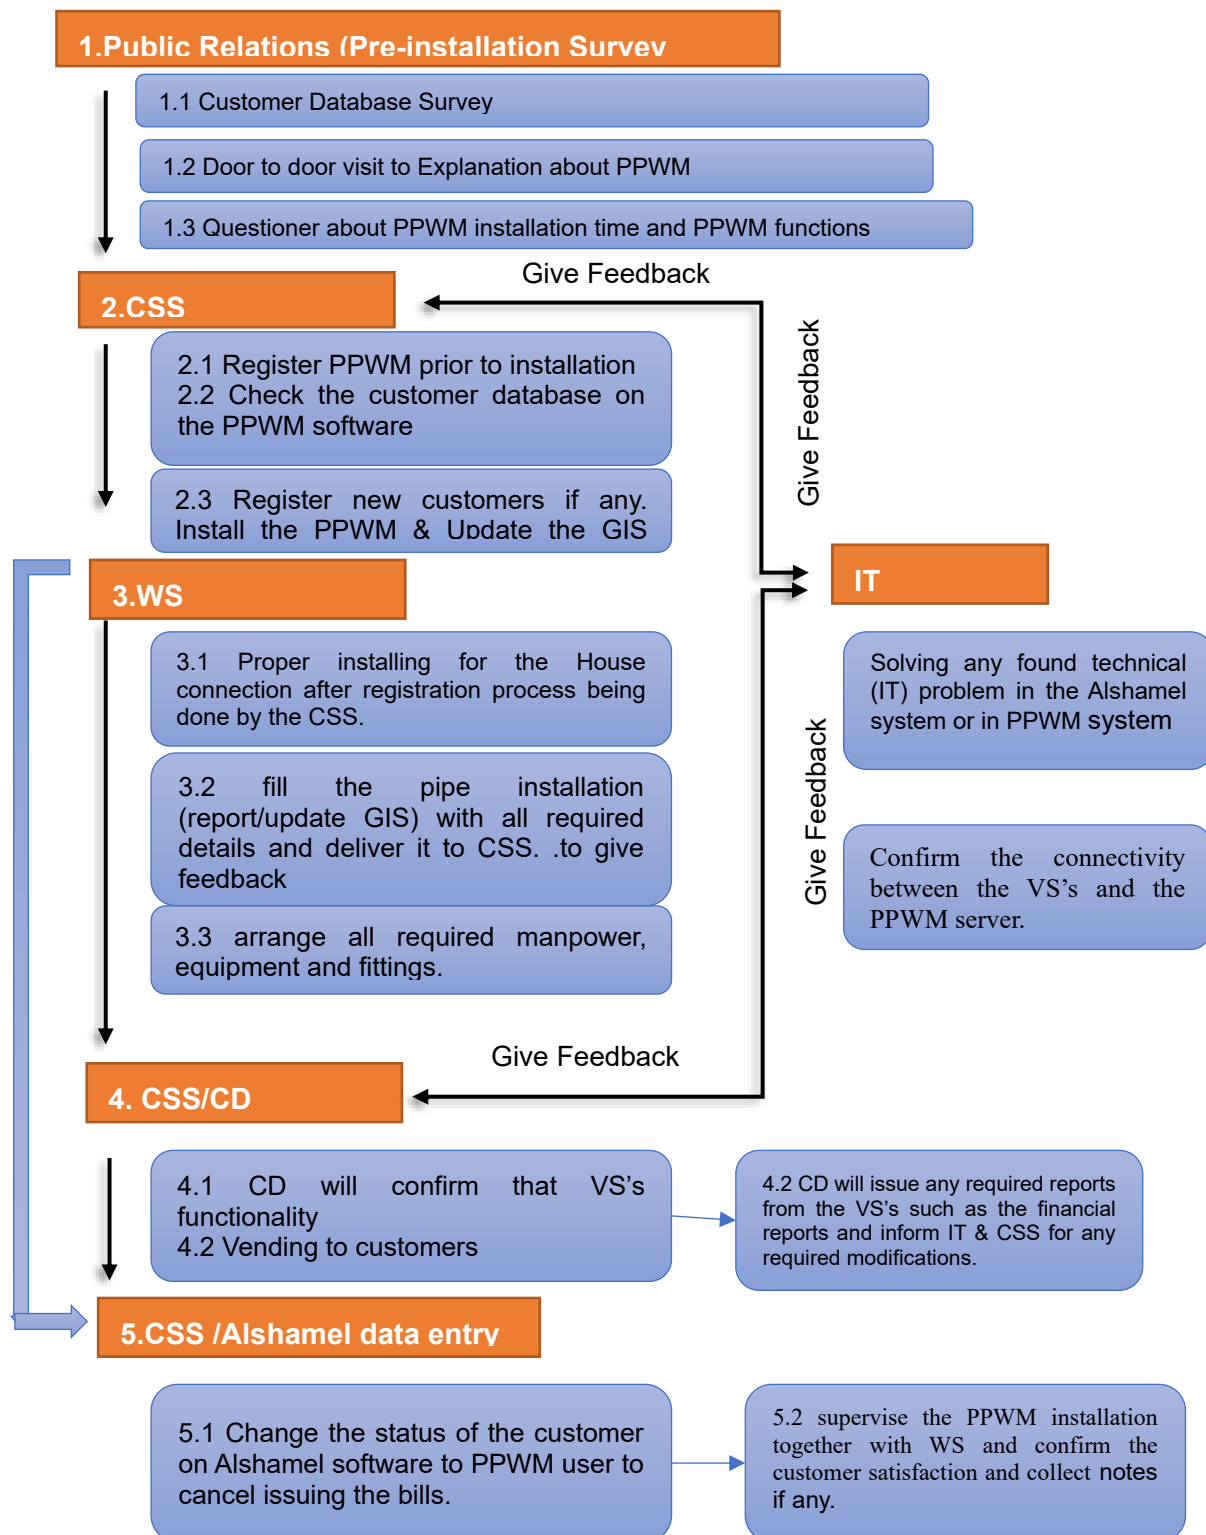 1.Public Relations (Pre-installation Survey
1.1 Customer Database Survey
1.2 Door to door visit to Explanation about PPWM
1.3 Questioner about PPWM installation time and PPWM functions
Give Feedback
2.CSS
2.1 Register PPWM prior to installation
2.2 Check the customer database on
the PPWM software
Give Feedback
2.3 Register new customers if any.
Install the PPWM & Update the GIS
3.WS
IT
3.1 Proper installing for the House
connection after registration process being
done by the CSS.
Solving any found technical
(IT) problem in the Alshamel
system or in PPWM system
3.2 fill the pipe installation
(report/update GIS) with all required
details and deliver it to CSS. .to give
feedback
Give Feedback
Confirm the connectivity
between the VS's and the
PPWM server.
3.3 arrange all required manpower,
equipment and fittings.
Give Feedback
4. CSS/CD
4.1 CD will confirm that VS's
functionality
4.2 Vending to customers
4.2 CD will issue any required reports
from the VS's such as the financial
reports and inform IT & CSS for any
required modifications.
5.CSS /Alshamel data entry
5.1 Change the status of the customer
on Alshamel software to PPWM user to
cancel issuing the bills.
5.2 supervise the PPWM installation
together with WS and confirm the
customer satisfaction and collect notes
if any.